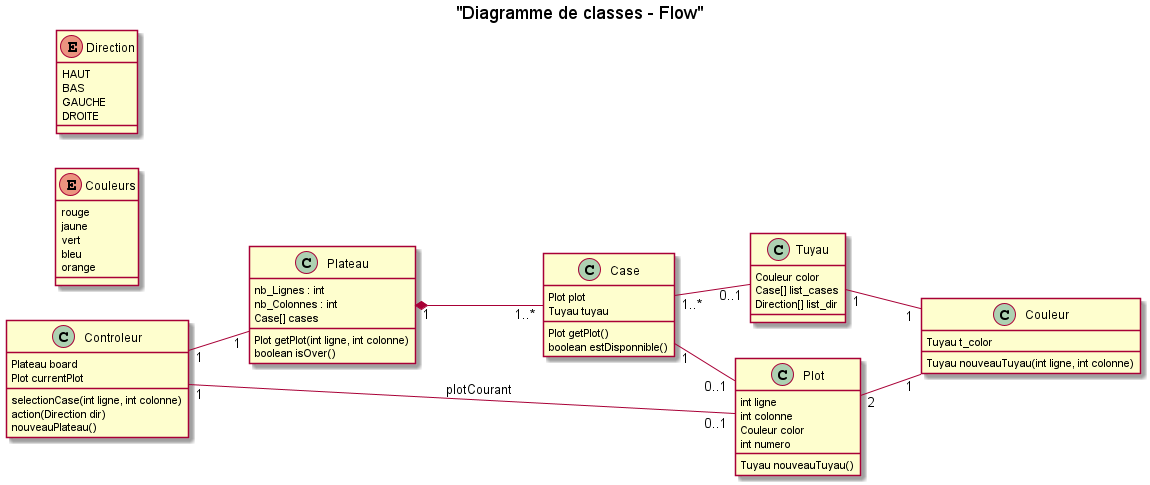 "Diagramme de classes - Flow"
E Direction
HAUT
BAS
GAUCHE
DROITE
E Couleurs
rouge
jaune
vert
bleu
orange
C Controleur
Plateau board
Plot currentPlot
selectionCase(int ligne, int colonne)
action(Direction dir)
nouveauPlateau()
1
1
1
plotCourant
0..1
C Plateau
nb_Lignes : int
nb_Colonnes : int
Case[] cases
Plot getPlot(int ligne, int colonne)
boolean isOver()
1
1..*
C Case
Plot plot
Tuyau tuyau
Plot getPlot()
boolean estDisponnible()
1..*
0..1
1
0..1
C Tuyau
Couleur color
Case[] list_cases
Direction[] list_dir
1
1
C Plot
int ligne
int colonne
Couleur color
int numero
Tuyau nouveauTuyau()
2
1
C Couleur
Tuyau t_color
Tuyau nouveauTuyau(int ligne, int colonne)